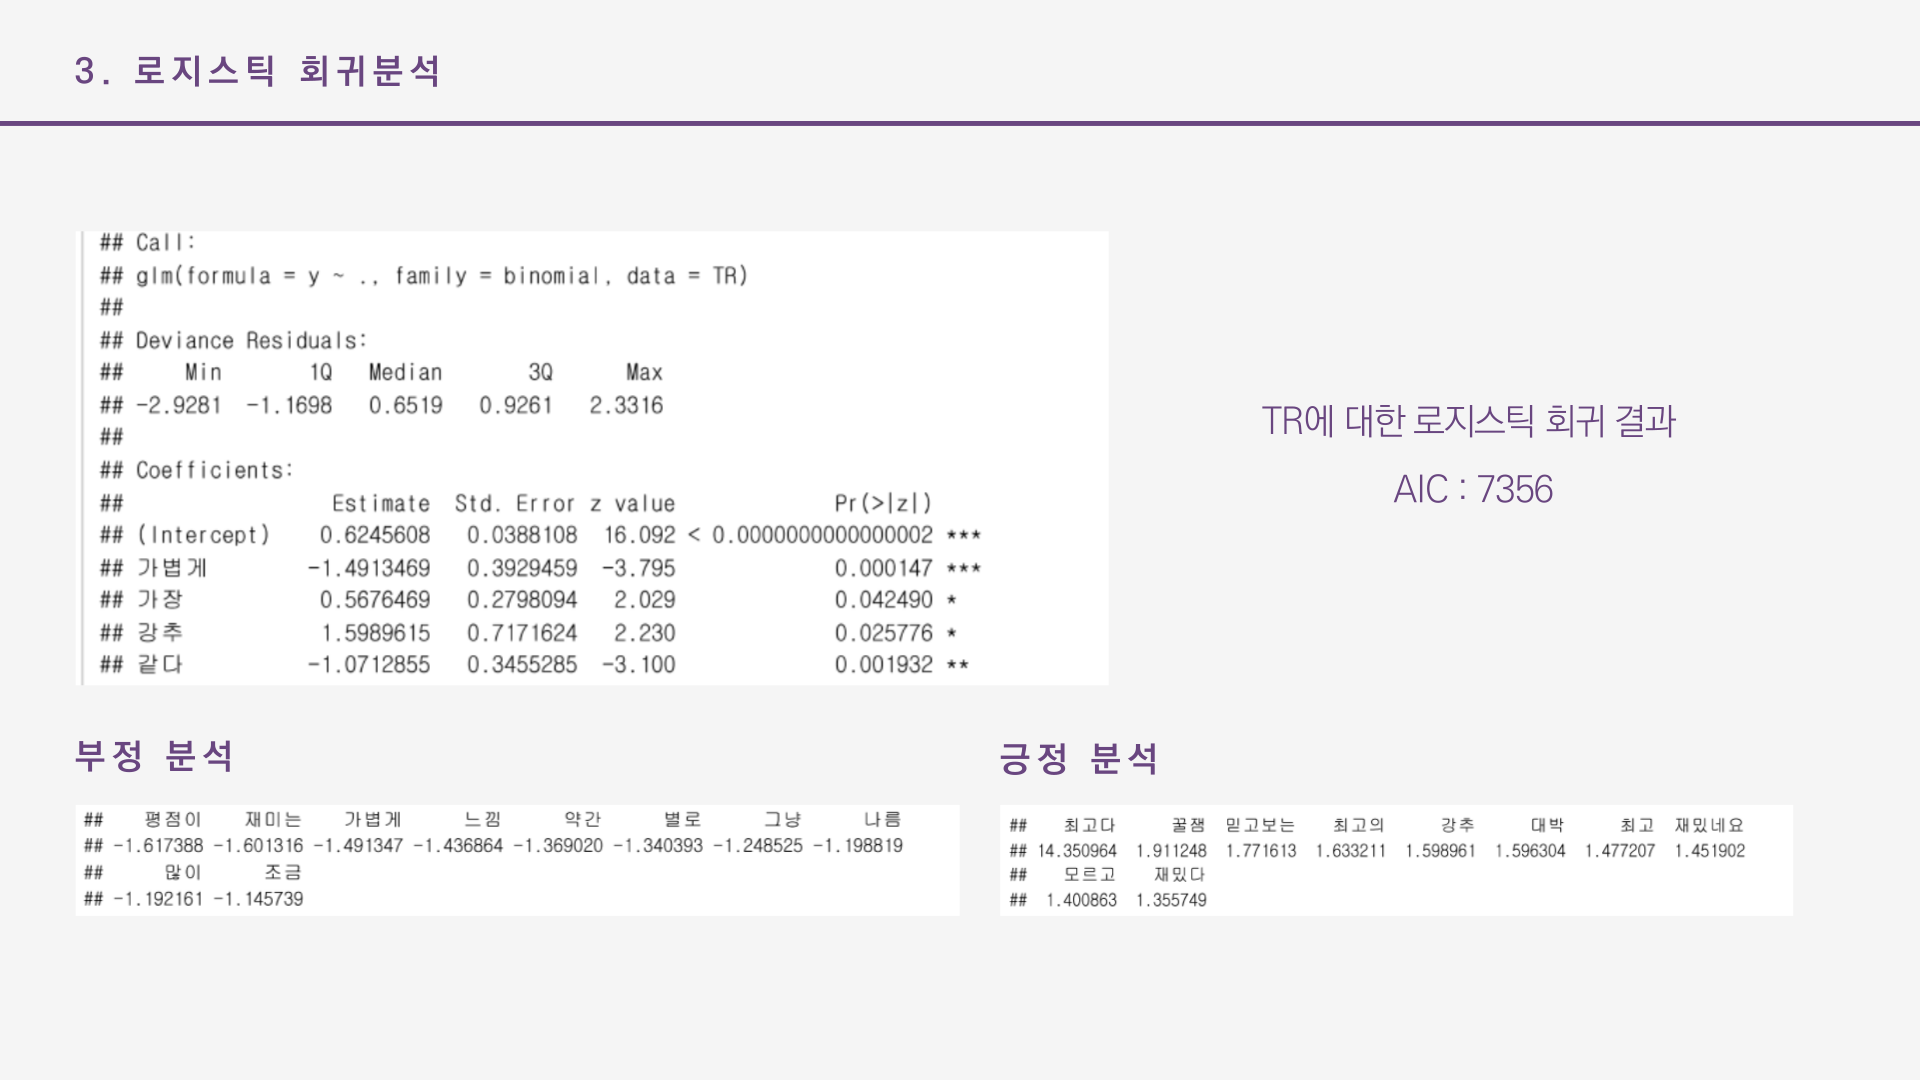 3. 로지스틱 회귀분석
## Call:
## glm(formula = y ~ ., family = binomial, data = TR)
##
## Deviance Residuals:
##     Min       1Q   Median       3Q      Max
## -2.9281  -1.1698   0.6519   0.9261   2.3316
##
## Coefficients:
##                 Estimate  Std. Error z value             Pr(>|z|)
## (Intercept)    0.6245608   0.0388108  16.092 < 0.0000000000000002 ***
## 가볍게        -1.4913469   0.3929459  -3.795             0.000147 ***
## 가장           0.5676469   0.2798094   2.029             0.042490 *
## 강추           1.5989615   0.7171624   2.230             0.025776 *
## 같다          -1.0712855   0.3455285  -3.100             0.001932 **
TR에 대한 로지스틱 회귀 결과
AIC : 7356
부정 분석
##    평점이    재미는    가볍게    느낌    약간    별로    그냥    나름
## -1.617388 -1.601316 -1.491347 -1.436864 -1.369020 -1.340393 -1.248525 -1.198819
##    많이    조금
## -1.192161 -1.145739
긍정 분석
##    최고다    꿀잼  믿고보는    최고의    강추    대박    최고  재밌네요
## 14.350964  1.911248  1.771613  1.633211  1.598961  1.596304  1.477207  1.451902
##    모르고    재밌다
##  1.400863  1.355749